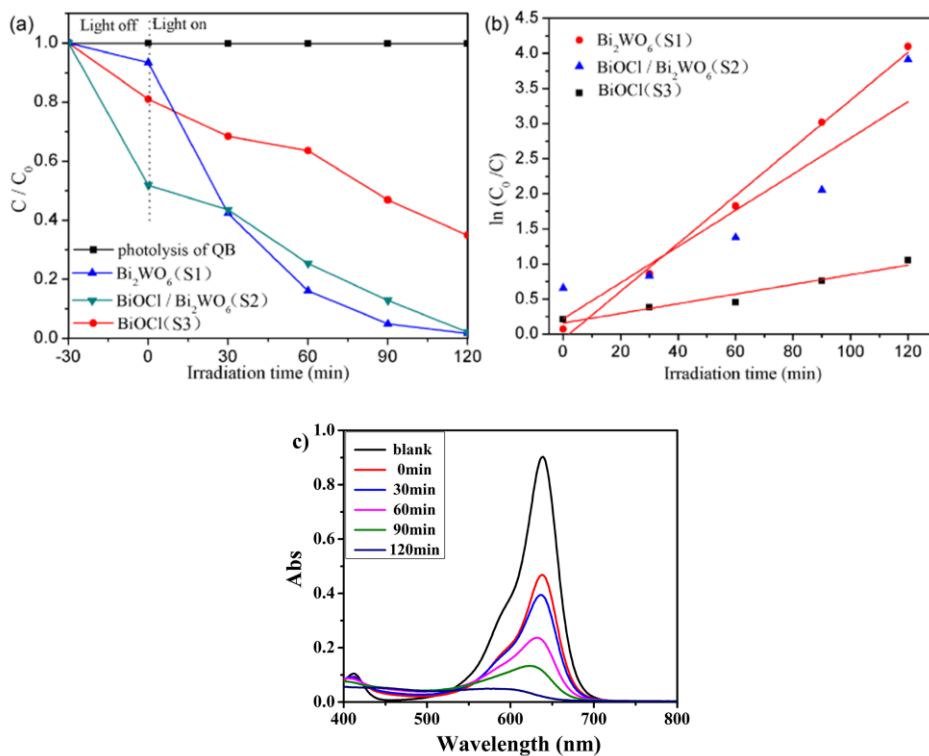 (a)
Light off
Light on
1.0
0.8
0.6
0.4
0.2
0.0
C / C₀
photolysis of QB
Bi₂WO₆(S1)
BiOCl / Bi₂WO₆(S2)
BiOCl(S3)
-30 0 30 60 90 120
Irradiation time (min)
(b)
4.5
4.0
3.5
3.0
2.5
2.0
1.5
1.0
0.5
0.0
ln (C₀/C)
Bi₂WO₆(S1)
BiOCl / Bi₂WO₆(S2)
BiOCl(S3)
0 20 40 60 80 100 120
Irradiation time (min)
c)
1.0
0.8
0.6
0.4
0.2
0.0
Abs
blank
0min
30min
60min
90min
120min
400 500 600 700 800
Wavelength (nm)